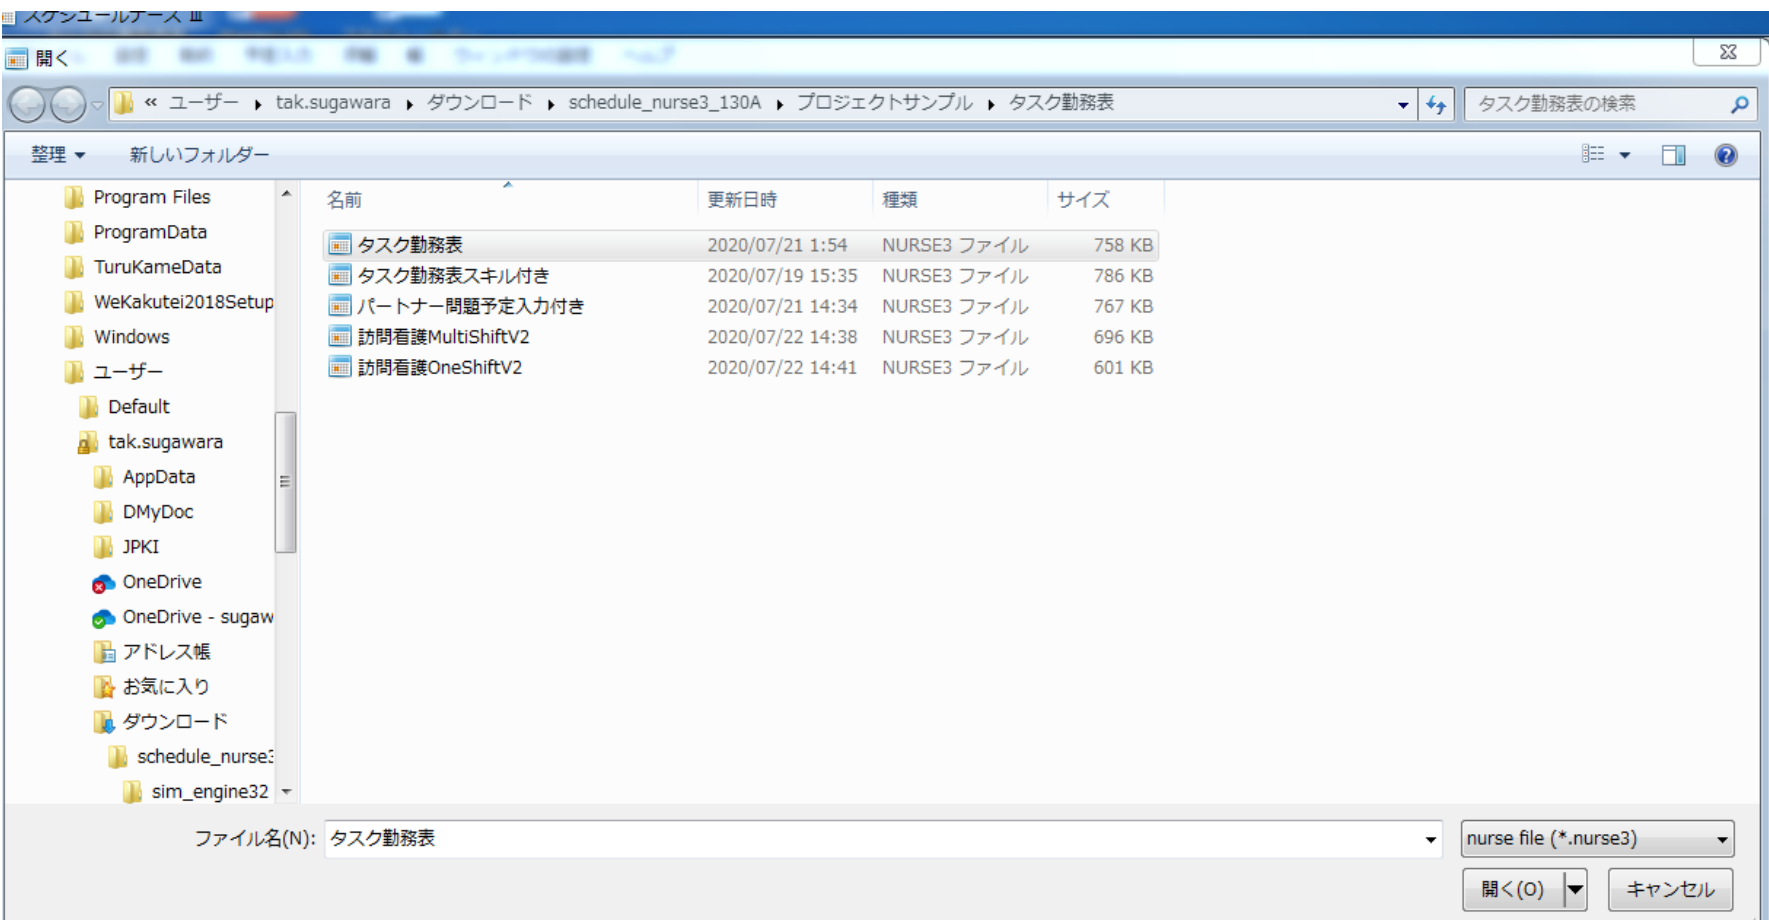 スケジュールナース Ⅲ
開く
« ユーザー ▸ tak.sugawara ▸ ダウンロード ▸ schedule_nurse3_130A ▸ プロジェクトサンプル ▸ タスク勤務表
タスク勤務表の検索
整理 ▼ 新しいフォルダー
名前 更新日時 種類 サイズ
Program Files
ProgramData
TuruKameData
WeKakutei2018Setup
Windows
ユーザー
Default
tak.sugawara
AppData
DMyDoc
JPKI
OneDrive
OneDrive - sugaw
アドレス帳
お気に入り
ダウンロード
schedule_nurse3
sim_engine32
タスク勤務表 2020/07/21 1:54 NURSE3 ファイル 758 KB
タスク勤務表スキル付き 2020/07/19 15:35 NURSE3 ファイル 786 KB
パートナー問題予定入力付き 2020/07/21 14:34 NURSE3 ファイル 767 KB
訪問看護MultiShiftV2 2020/07/22 14:38 NURSE3 ファイル 696 KB
訪問看護OneShiftV2 2020/07/22 14:41 NURSE3 ファイル 601 KB
ファイル名(N): タスク勤務表
nurse file (*.nurse3)
開く(O) キャンセル